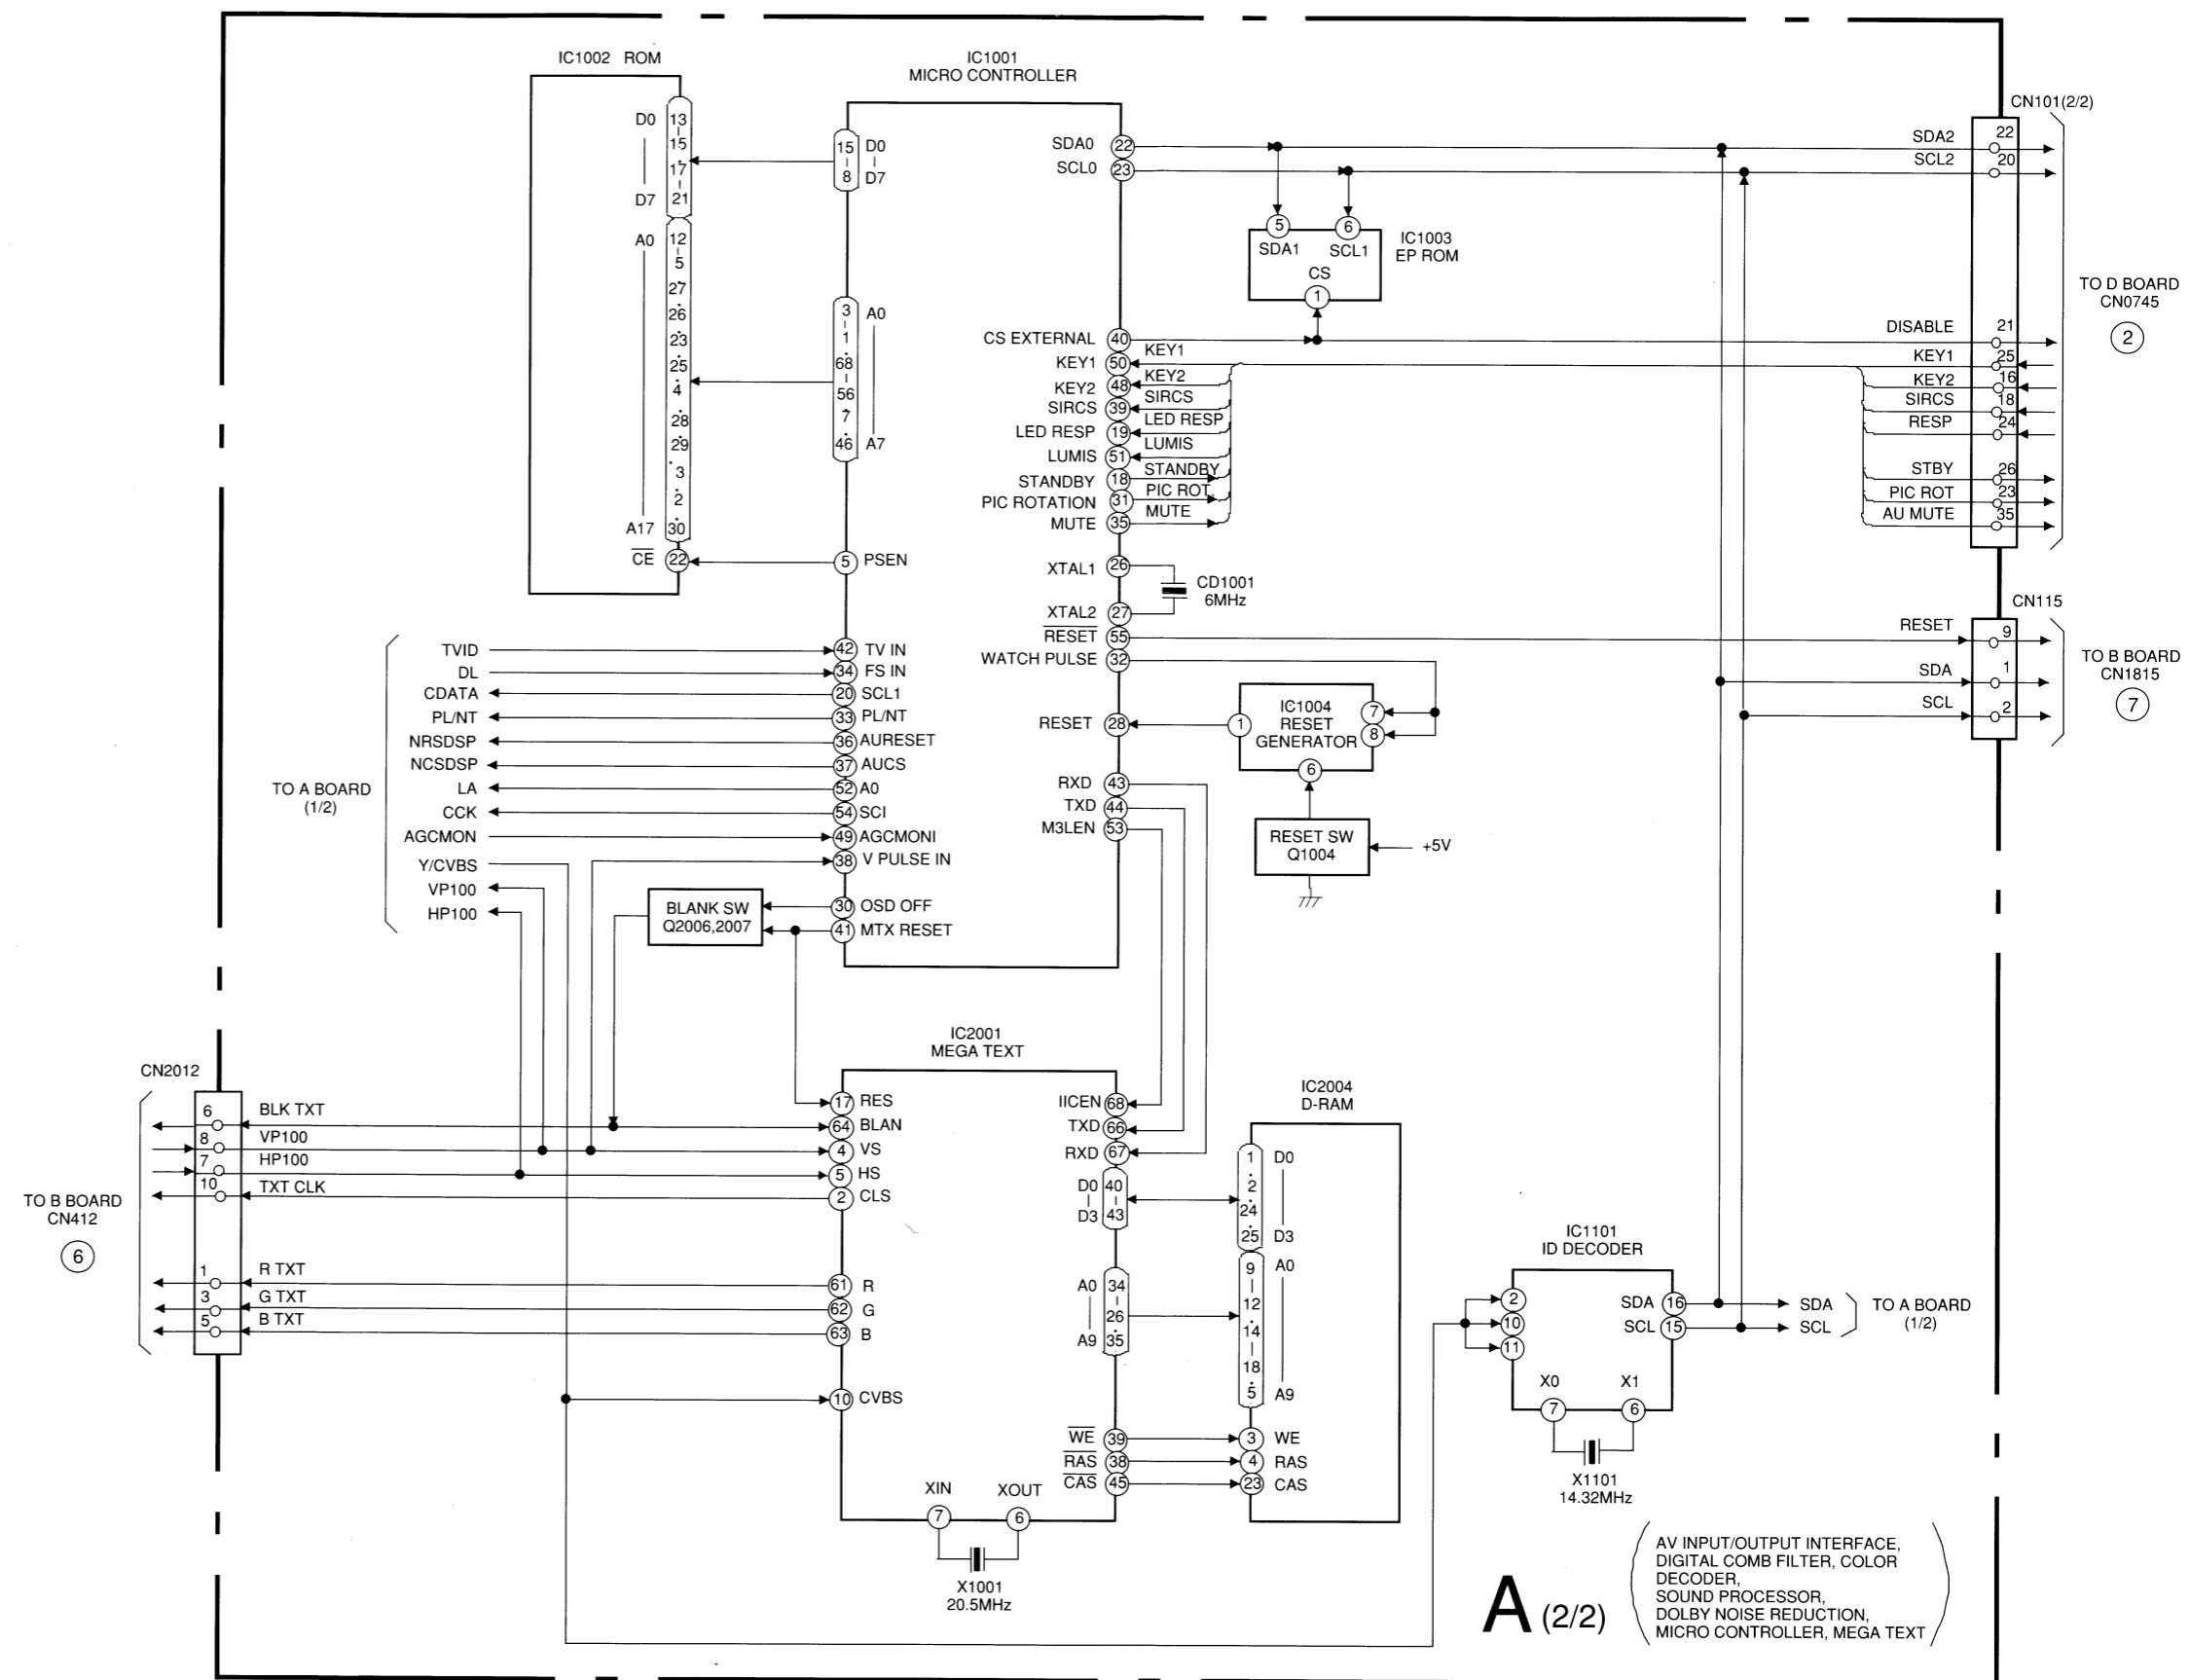 IC1002 ROM
D0
13
15
17
D7
21
A0
12
5
27
26
23
25
4
28
29
3
2
A17
30
CE
22
IC1001
MICRO CONTROLLER
15 D0
8 D7
3 A0
1
68
56
7
46 A7
5 PSEN
42 TV IN
34 FS IN
20 SCL1
33 PL/NT
36 AURESET
37 AUCS
52 A0
54 SCI
49 AGCMONI
38 V PULSE IN
30 OSD OFF
41 MTX RESET
SDA0 22
SCL0 23
CS EXTERNAL 40
KEY1 50 KEY1
KEY2 48 KEY2
SIRCS 39 SIRCS
LED RESP 19 LED RESP
LUMIS 51 LUMIS
STANDBY 18 STANDBY
PIC ROTATION 31 PIC ROT
MUTE 35 MUTE
XTAL1 26
XTAL2 27
CD1001
6MHz
RESET 55
WATCH PULSE 32
RESET 28
RXD 43
TXD 44
M3LEN 53
5 6
SDA1 SCL1
CS
1
IC1003
EP ROM
1
IC1004
RESET
GENERATOR
7
8
6
RESET SW
Q1004
+5V
CN101(2/2)
SDA2 22
SCL2 20
DISABLE 21
KEY1 25
KEY2 16
SIRCS 18
RESP 24
STBY 26
PIC ROT 23
AU MUTE 35
TO D BOARD
CN0745
2
CN115
RESET 9
SDA 1
SCL 2
TO B BOARD
CN1815
7
TO A BOARD
(1/2)
TVID
DL
CDATA
PL/NT
NRSDSP
NCSDSP
LA
CCK
AGCMON
Y/CVBS
VP100
HP100
BLANK SW
Q2006,2007
CN2012
6 BLK TXT
8 VP100
7 HP100
10 TXT CLK
1 R TXT
3 G TXT
5 B TXT
TO B BOARD
CN412
6
IC2001
MEGA TEXT
17 RES
64 BLAN
4 VS
5 HS
2 CLS
61 R
62 G
63 B
10 CVBS
IICEN 68
TXD 66
RXD 67
D0 40
D3 43
A0 34
26
A9 35
WE 39
RAS 38
CAS 45
XIN XOUT
7 6
X1001
20.5MHz
IC2004
D-RAM
1 D0
2
24
25 D3
9 A0
12
14
18
5 A9
3 WE
4 RAS
23 CAS
IC1101
ID DECODER
2
10
11
SDA 16
SCL 15
X0 X1
7 6
X1101
14.32MHz
SDA
SCL
TO A BOARD
(1/2)
A (2/2)
AV INPUT/OUTPUT INTERFACE,
DIGITAL COMB FILTER, COLOR
DECODER,
SOUND PROCESSOR,
DOLBY NOISE REDUCTION,
MICRO CONTROLLER, MEGA TEXT